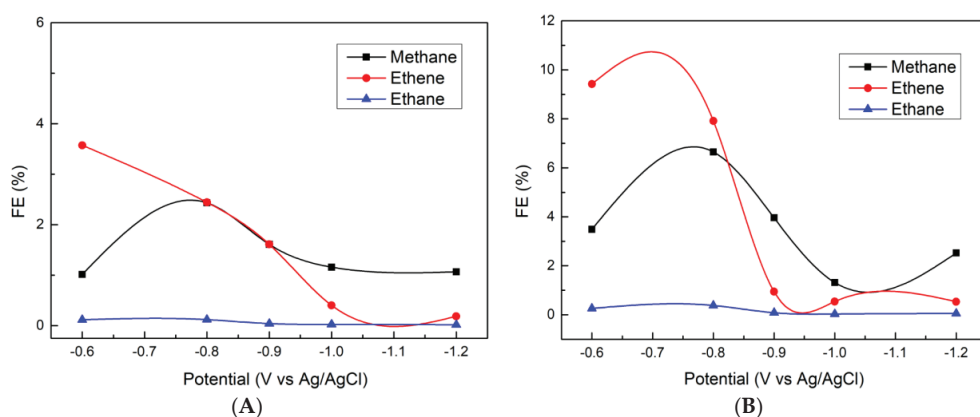 6
4
2
0
FE (%)
Methane
Ethene
Ethane
-0.6 -0.7 -0.8 -0.9 -1.0 -1.1 -1.2
Potential (V vs Ag/AgCl)
(A)
12
10
8
6
4
2
0
FE (%)
Methane
Ethene
Ethane
-0.6 -0.7 -0.8 -0.9 -1.0 -1.1 -1.2
Potential (V vs Ag/AgCl)
(B)